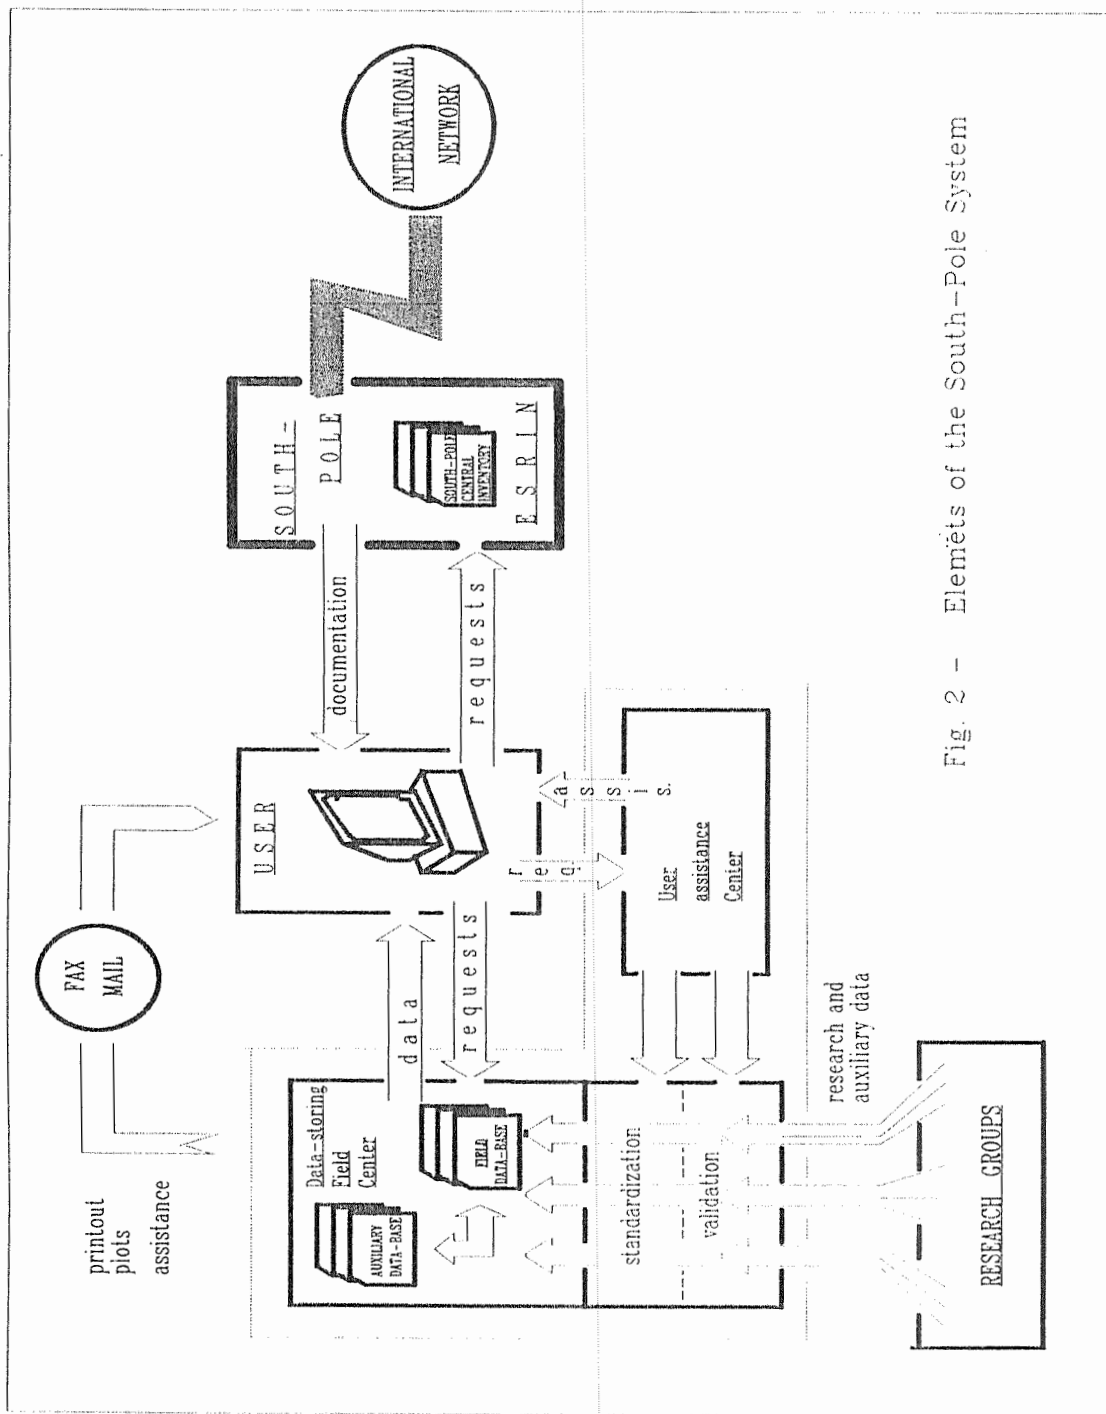 printout
plots
assistance
FAX
MAIL
Data-storing
Field
Center
AUXILIARY
DATA-BASE
FIELD
DATA-BASE
data
requests
USER
documentation
requests
SOUTH-
POLE
SOUTH-POLE
CENTRAL
INVENTORY
ESRIN
INTERNATIONAL
NETWORK
req
assis.
standardization
validation
User
assistance
Center
research and
auxiliary data
RESEARCH GROUPS
Fig. 2 - Elemets of the South-Pole System